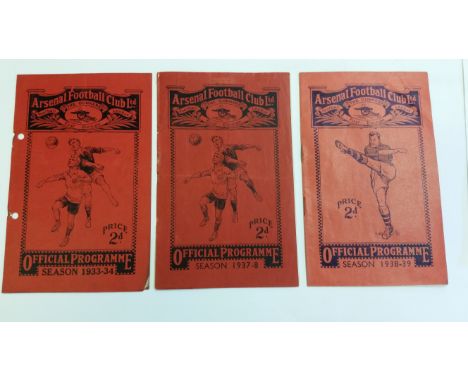 Arsenal Football Club Ltd
PRICE
2d.
OFFICIAL PROGRAMME
SEASON 1933-34
Arsenal Football Club Ltd
PRICE
2d
OFFICIAL PROGRAMME
SEASON 1937-8
Arsenal Football Club Ltd
PRICE
2d.
OFFICIAL PROGRAMME
SEASON 1938-39